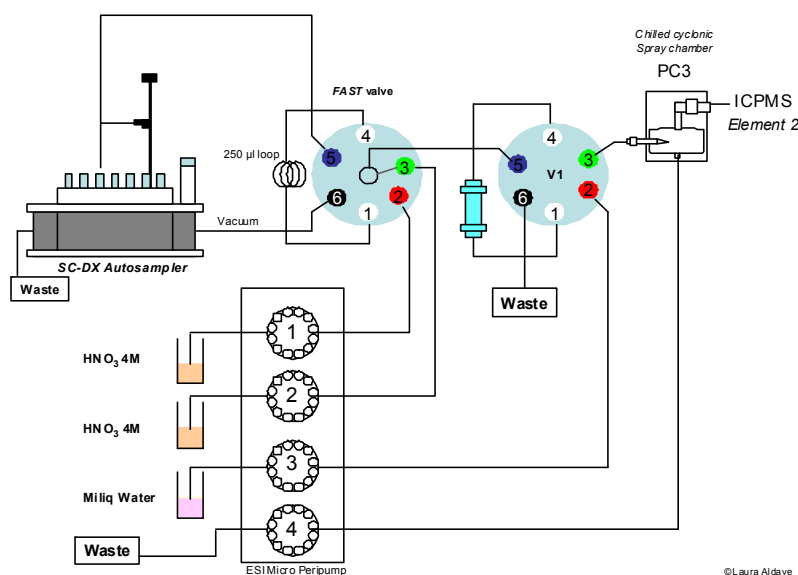 Chilled cyclonic
Spray chamber
PC3
ICPMS
Element 2
FAST valve
250 µl loop
4
5
3
6
2
1
4
5
3
V1
6
2
1
Vacuum
SC-DX Autosampler
Waste
Waste
HNO3 4M
1
HNO3 4M
2
Miliq Water
3
Waste
4
ESI Micro Peripump
©Laura Aldave